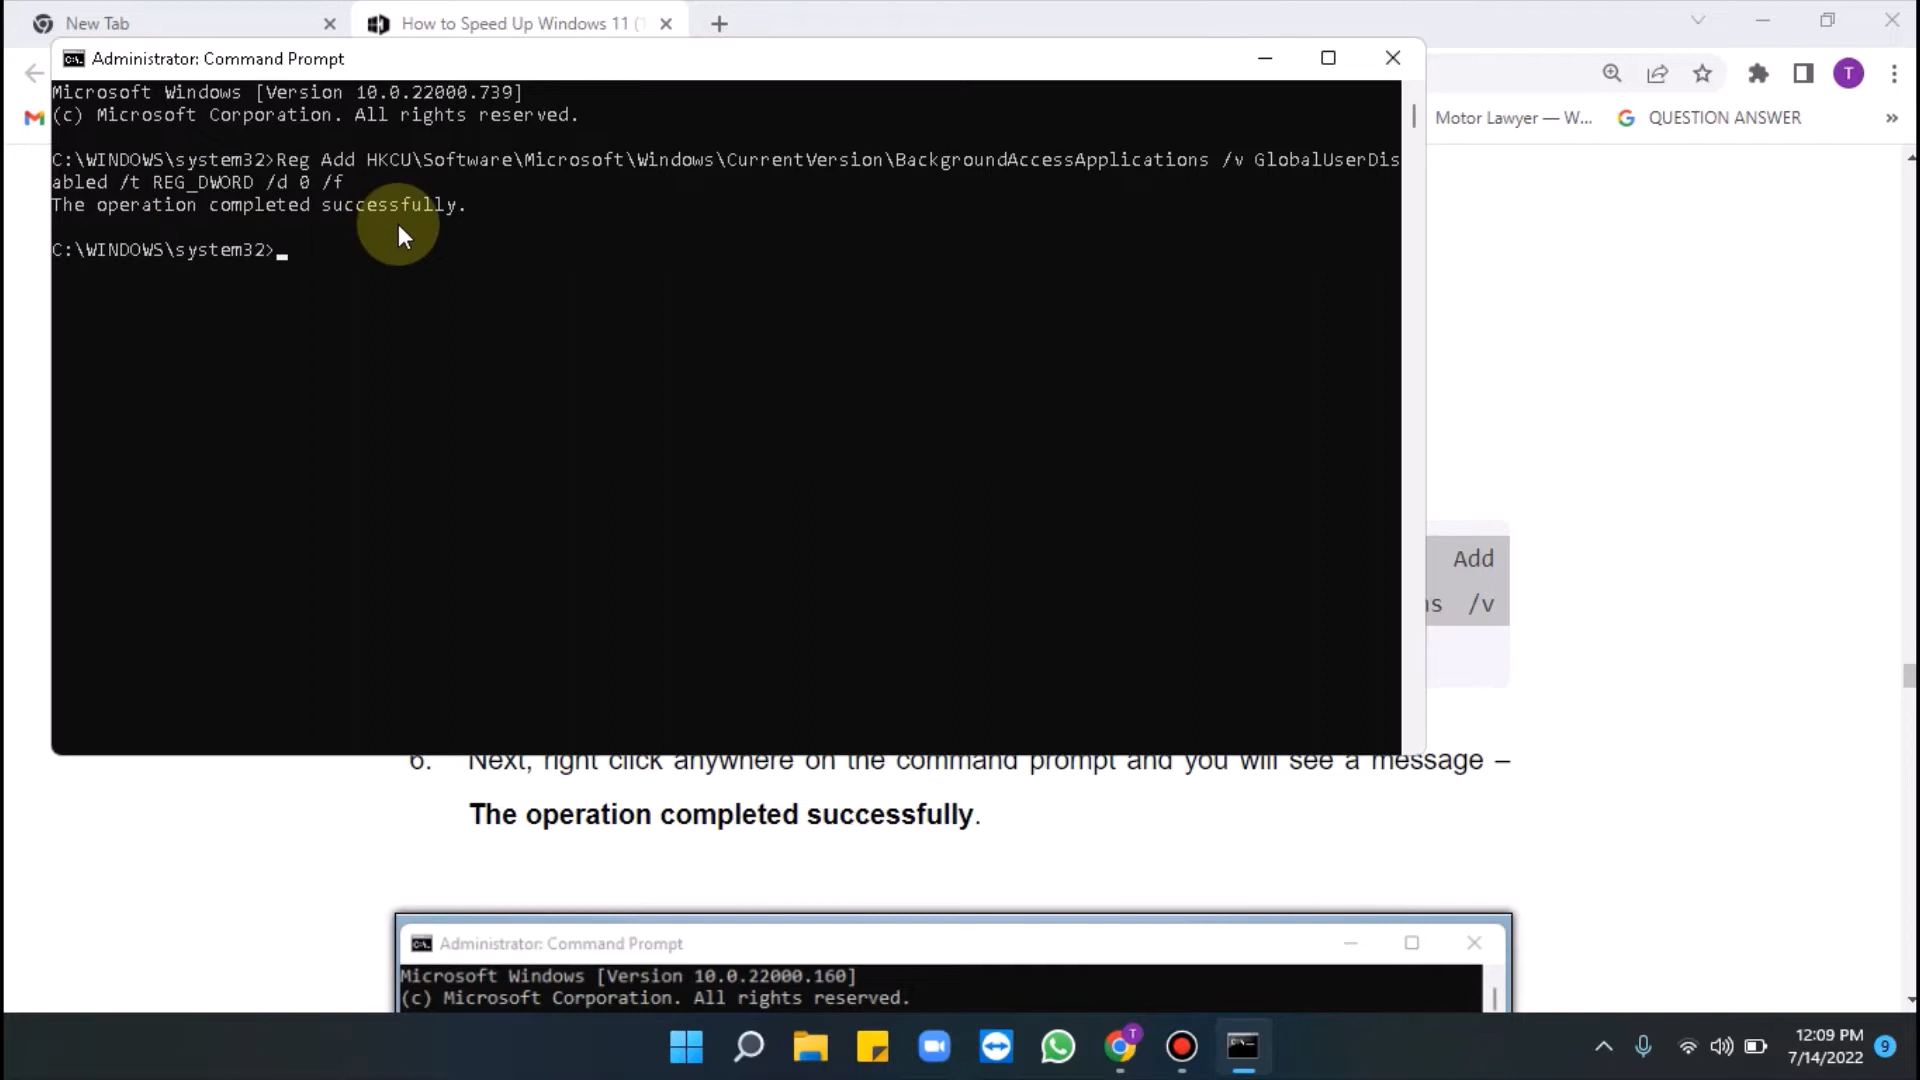 New Tab
How to Speed Up Windows 11 (
Administrator: Command Prompt
T
Motor Lawyer — W...
QUESTION ANSWER
Microsoft Windows [Version 10.0.22000.739]
(c) Microsoft Corporation. All rights reserved.
C:\WINDOWS\system32>Reg Add HKCU\Software\Microsoft\Windows\CurrentVersion\BackgroundAccessApplications /v GlobalUserDis
abled /t REG_DWORD /d 0 /f
The operation completed successfully.
C:\WINDOWS\system32>
Add
/v
6. Next, right click anywhere on the command prompt and you will see a message –
The operation completed successfully.
Administrator: Command Prompt
Microsoft Windows [Version 10.0.22000.160]
(c) Microsoft Corporation. All rights reserved.
T
12:09 PM
7/14/2022
9